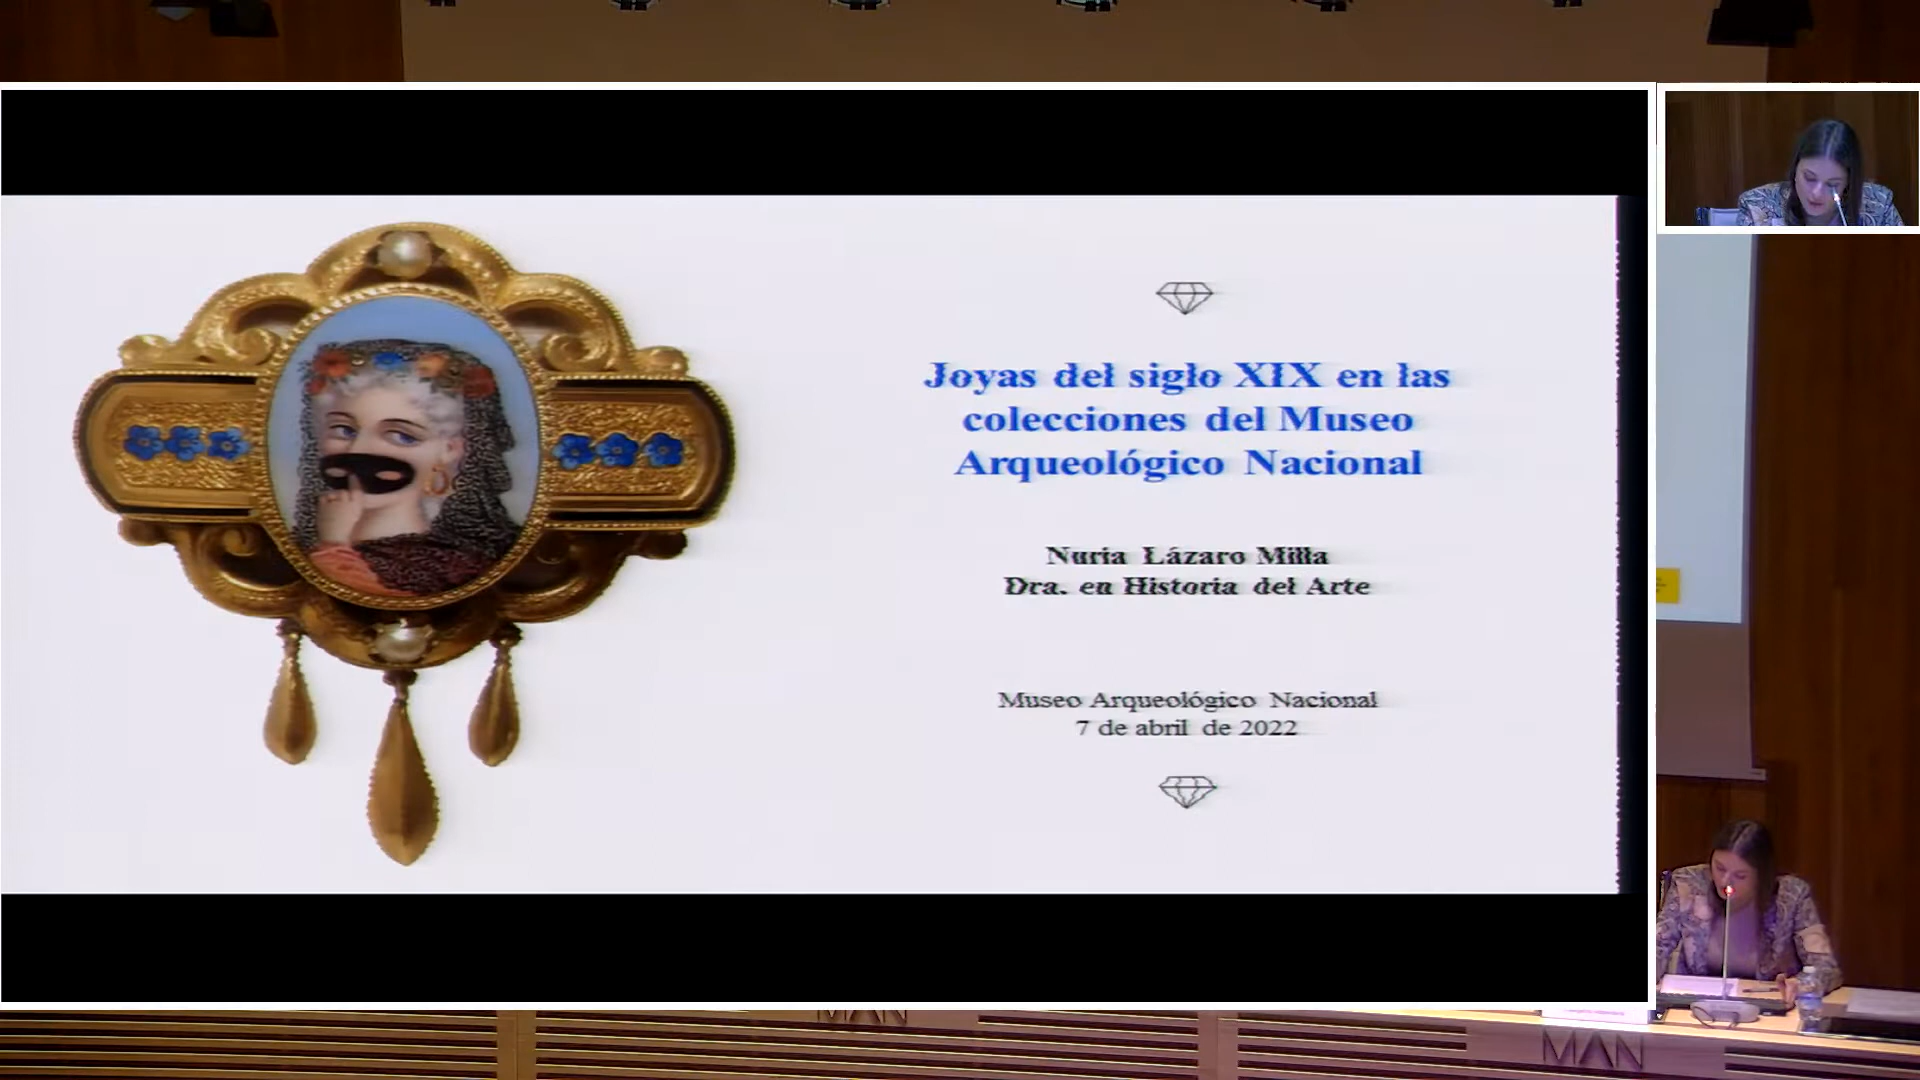 Joyas del siglo XIX en las
colecciones del Museo
Arqueológico Nacional
Nuria Lázaro Milla
Dra. en Historia del Arte
Museo Arqueológico Nacional
7 de abril de 2022
MAN
MAN